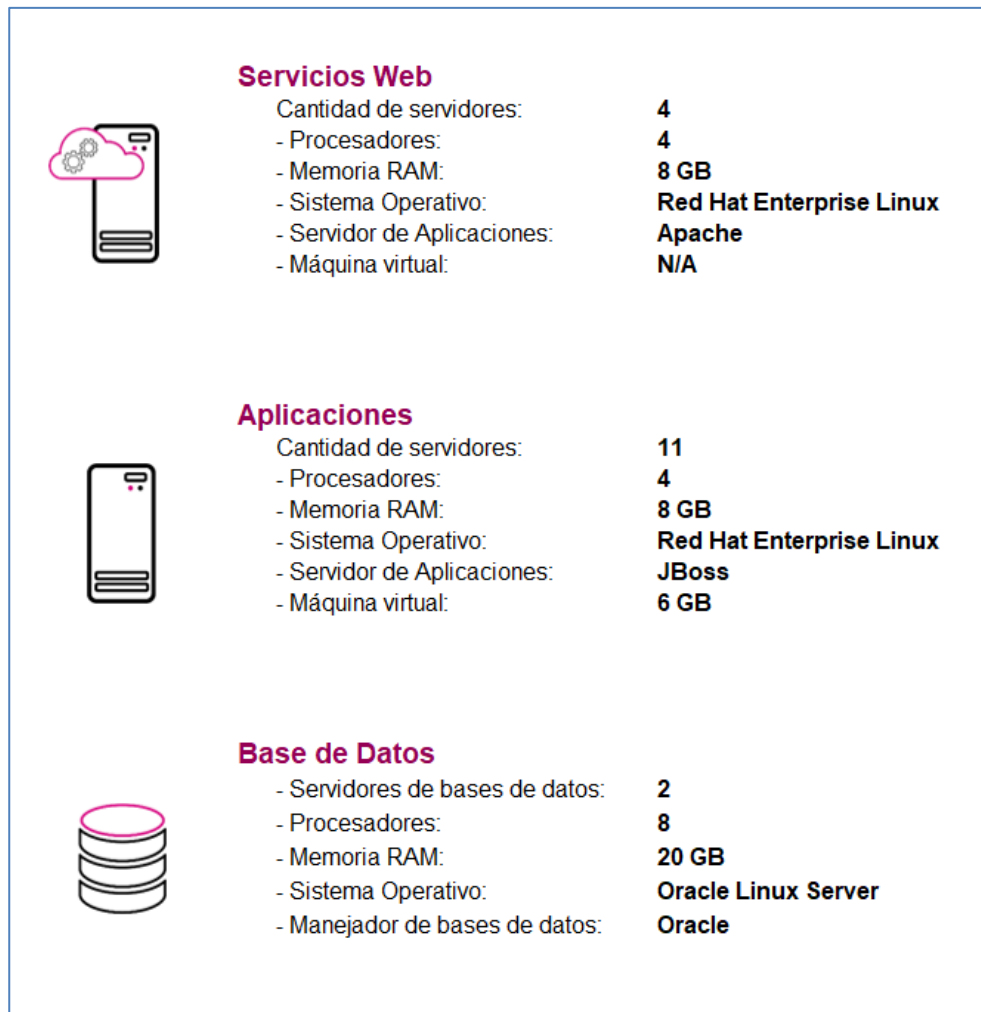 Servicios Web
Cantidad de servidores: 4
- Procesadores: 4
- Memoria RAM: 8 GB
- Sistema Operativo: Red Hat Enterprise Linux
- Servidor de Aplicaciones: Apache
- Máquina virtual: N/A
Aplicaciones
Cantidad de servidores: 11
- Procesadores: 4
- Memoria RAM: 8 GB
- Sistema Operativo: Red Hat Enterprise Linux
- Servidor de Aplicaciones: JBoss
- Máquina virtual: 6 GB
Base de Datos
- Servidores de bases de datos: 2
- Procesadores: 8
- Memoria RAM: 20 GB
- Sistema Operativo: Oracle Linux Server
- Manejador de bases de datos: Oracle